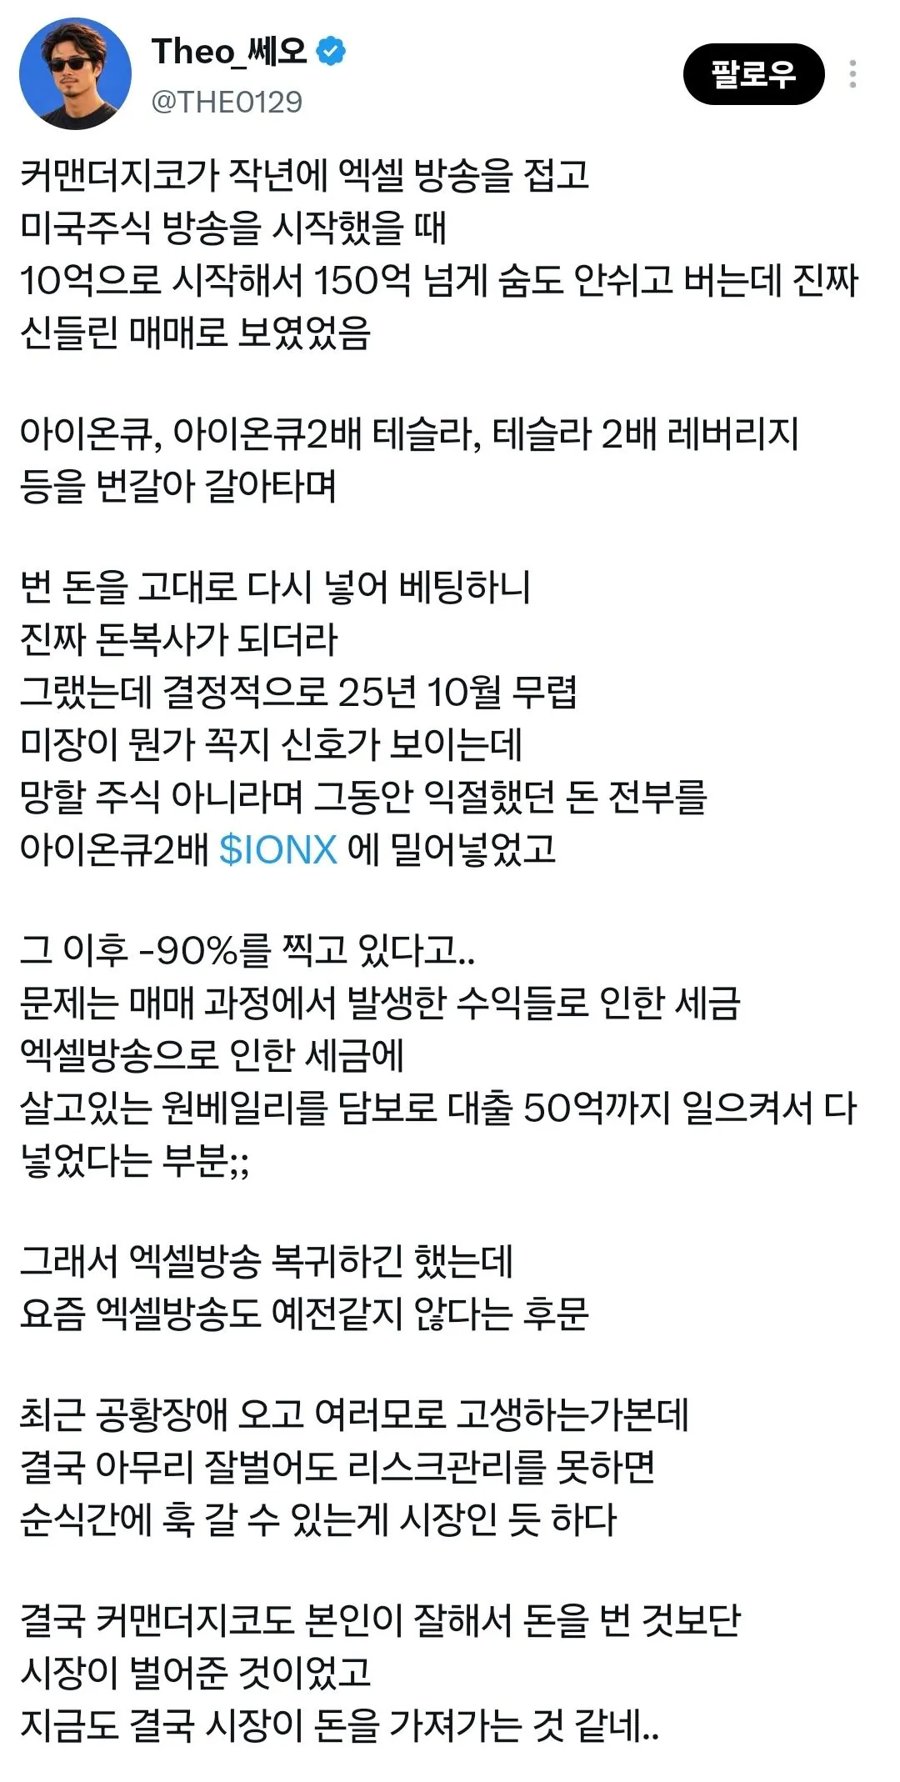 Theo_쎄오
@THE0129
팔로우
커맨더지코가 작년에 엑셀 방송을 접고
미국주식 방송을 시작했을 때
10억으로 시작해서 150억 넘게 숨도 안쉬고 버는데 진짜
신들린 매매로 보였었음
아이온큐, 아이온큐2배 테슬라, 테슬라 2배 레버리지
등을 번갈아 갈아타며
번 돈을 고대로 다시 넣어 베팅하니
진짜 돈복사가 되더라
그랬는데 결정적으로 25년 10월 무렵
미장이 뭔가 꼭지 신호가 보이는데
망할 주식 아니라며 그동안 익절했던 돈 전부를
아이온큐2배 $IONX 에 밀어넣었고
그 이후 -90%를 찍고 있다고..
문제는 매매 과정에서 발생한 수익들로 인한 세금
엑셀방송으로 인한 세금에
살고있는 원베일리를 담보로 대출 50억까지 일으켜서 다
넣었다는 부분;;
그래서 엑셀방송 복귀하긴 했는데
요즘 엑셀방송도 예전같지 않다는 후문
최근 공황장애 오고 여러모로 고생하는가본데
결국 아무리 잘벌어도 리스크관리를 못하면
순식간에 훅 갈 수 있는게 시장인 듯 하다
결국 커맨더지코도 본인이 잘해서 돈을 번 것보단
시장이 벌어준 것이었고
지금도 결국 시장이 돈을 가져가는 것 같네..